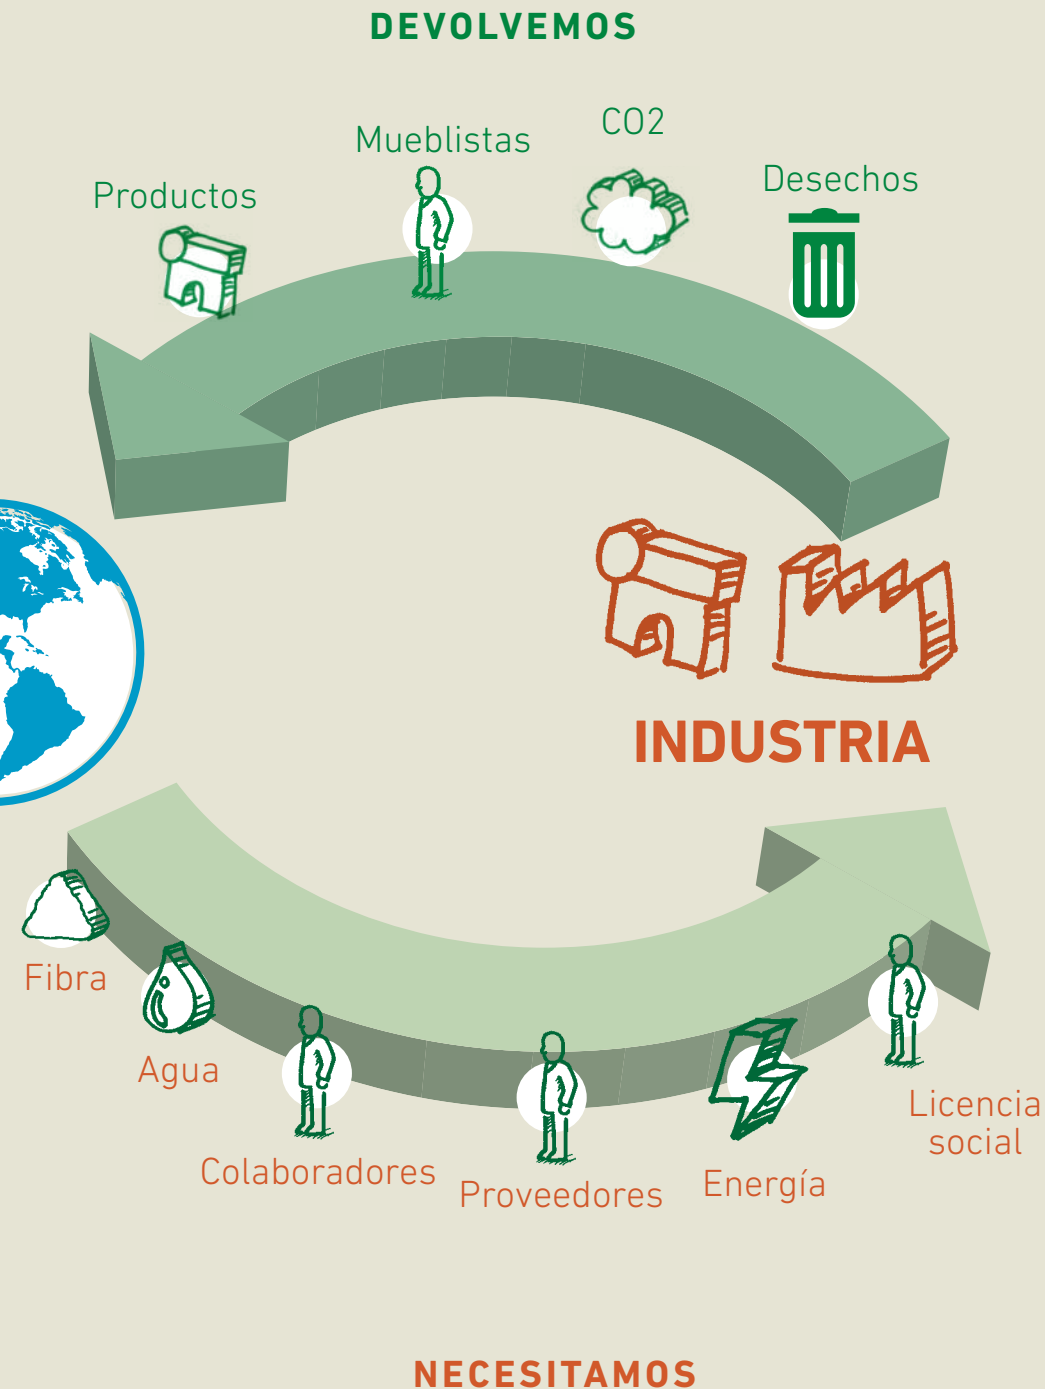 DEVOLVEMOS
CO2
Mueblistas
Desechos
Productos
INDUSTRIA
Fibra
Agua
Licencia
social
Colaboradores
Energía
Proveedores
NECESITAMOS